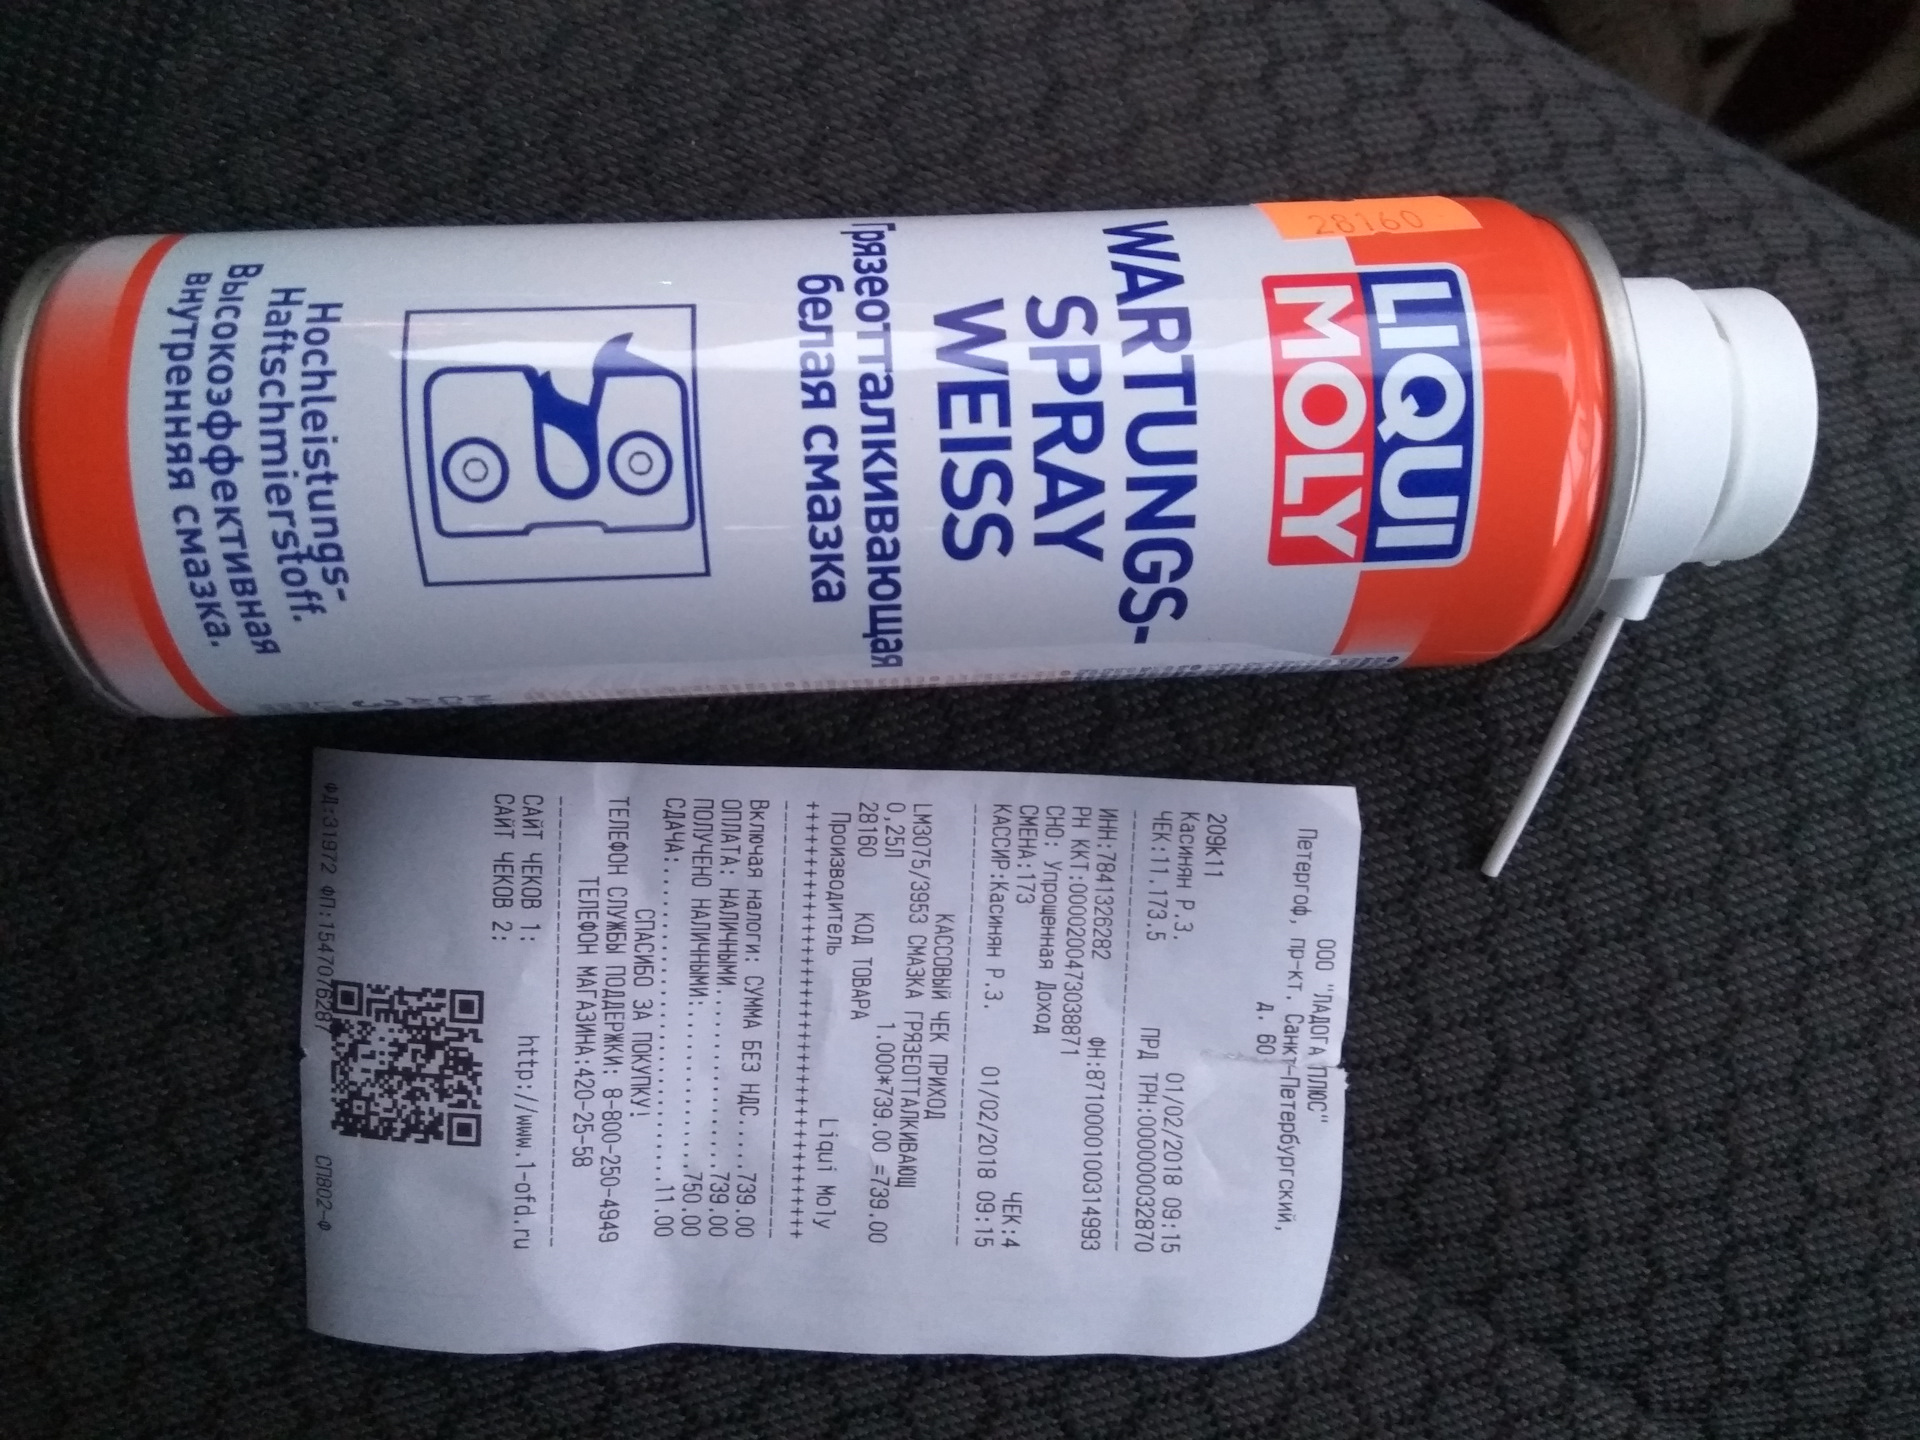 28160
LIQUI
MOLY
WARTUNGS-
SPRAY
WEISS
Грязеотталкивающая
белая смазка
Hochleistungs-
Haftschmierstoff.
Высокоэффективная
внутренняя смазка.
ООО "ЛАДОГА ПЛЮС"
Петергоф, пр-кт. Санкт-Петербургский,
д. 60
209k11
Касинян Р.З. 01/02/2018 09:15
ЧЕК:11.173.5 ПРД ТРН:000000032870
ИНН:7841326282 ФН:8710000100314993
РН ККТ:0000200473038871
СНО: Упрощенная Доход
СМЕНА:173 ЧЕК:4
КАССИР:Касинян Р.З. 01/02/2018 09:15
КАССОВЫЙ ЧЕК ПРИХОД
LM3075/3953 СМАЗКА ГРЯЗЕОТТАЛКИВАЮЩ
0,25Л 1.000*739.00 =739.00
28160 КОД ТОВАРА
Производитель Liqui Moly
++++++++++++++++++++++++++++++++++++
Включая налоги: СУММА БЕЗ НДС.....739.00
ОПЛАТА: НАЛИЧНЫМИ..................739.00
ПОЛУЧЕНО НАЛИЧНЫМИ:................750.00
СДАЧА:..............................11.00
СПАСИБО ЗА ПОКУПКУ!
ТЕЛЕФОН СЛУЖБЫ ПОДДЕРЖКИ: 8-800-250-4949
ТЕЛЕФОН МАГАЗИНА:420-25-58
САЙТ ЧЕКОВ 1: http://www.1-ofd.ru
САЙТ ЧЕКОВ 2:
ФД:31972 ФП:1547076287 СП802-Ф